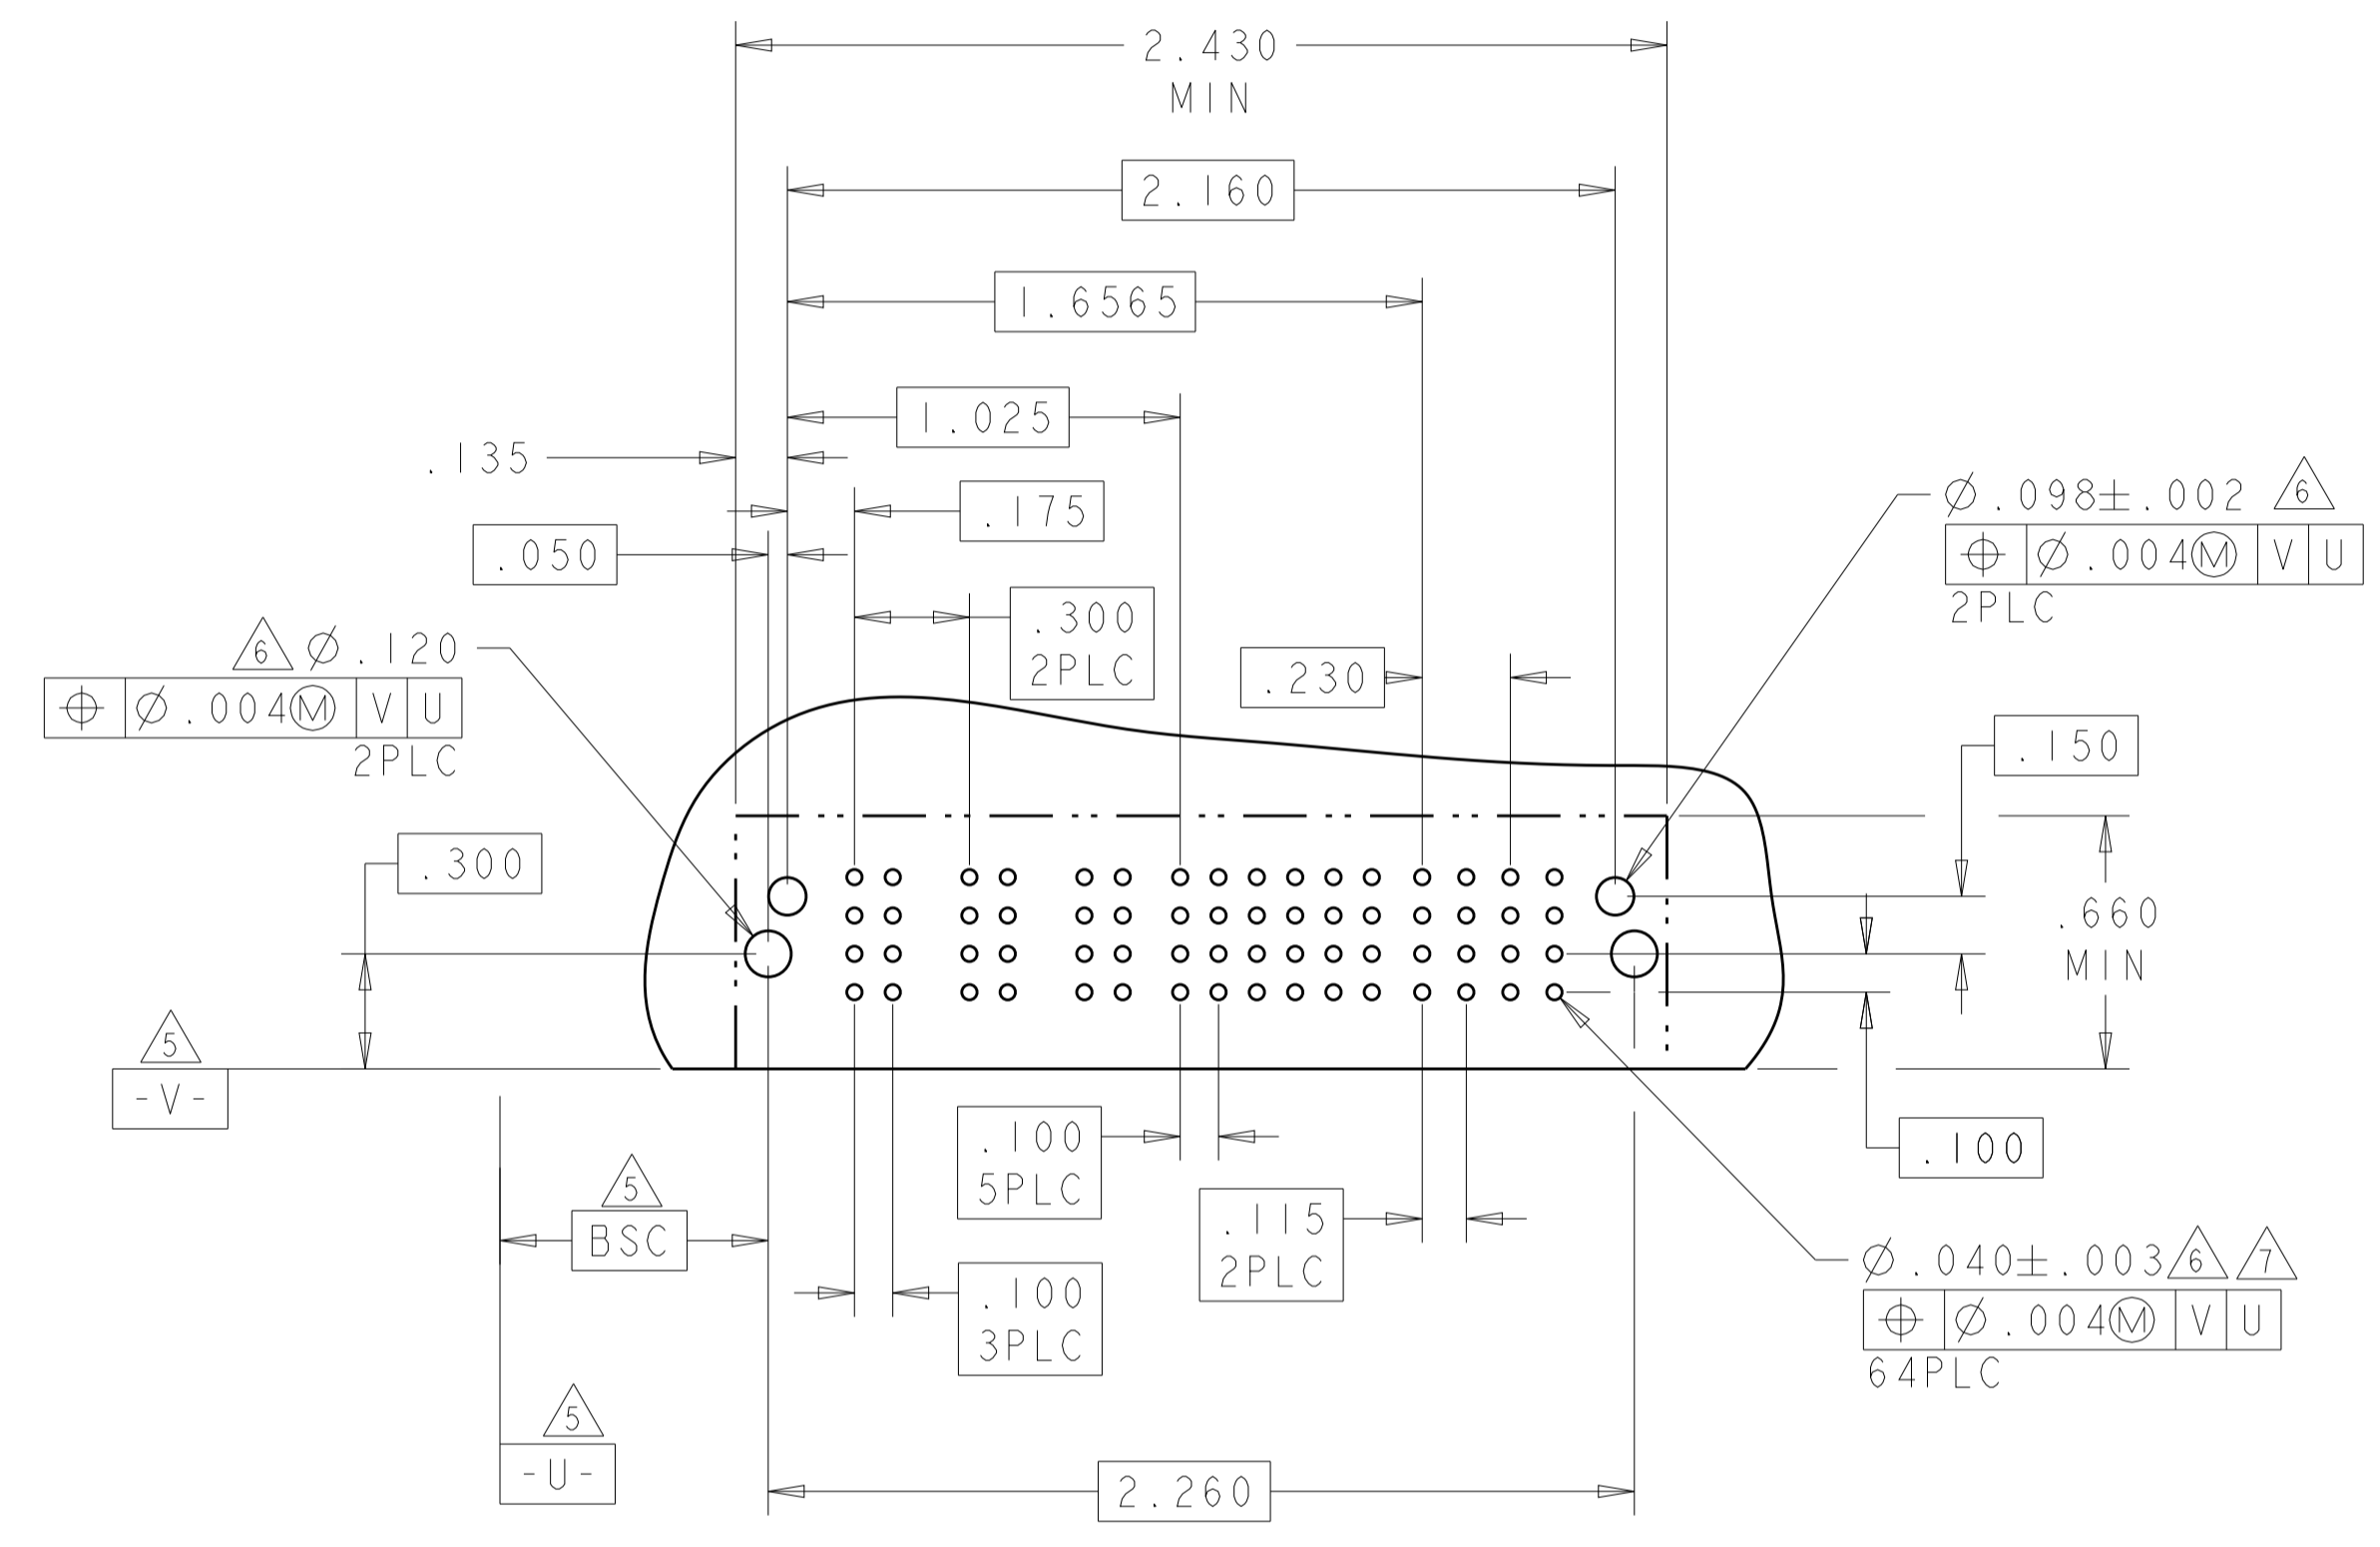 2.430
MIN
2.160
1.6565
1.025
.135
.175
.050
Ø.098±.002 6
⌖ Ø.004Ⓜ V U
2PLC
.300
2PLC
6 Ø.120
⌖ Ø.004Ⓜ V U
2PLC
.230
.150
.300
.660
MIN
5
-V-
.100
5PLC
.100
5
BSC
.115
2PLC
.100
3PLC
Ø.040±.003 6 7
⌖ Ø.004Ⓜ V U
64PLC
5
-U-
2.260